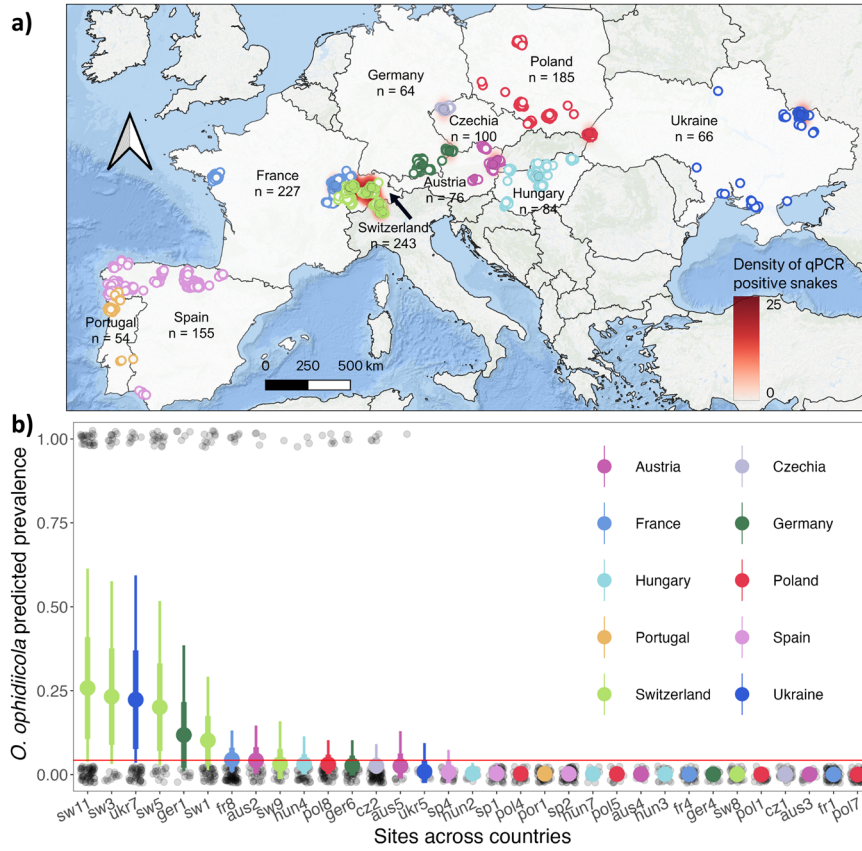 a)
Poland
n = 185
Germany
n = 64
Czechia
n = 100
Ukraine
n = 66
France
n = 227
Austria
n = 76
Hungary
n = 84
Switzerland
n = 243
Density of qPCR
positive snakes
25
0
Portugal
n = 54
Spain
n = 155
0 250 500 km
b)
1.00
0.75
0.50
0.25
0.00
O. ophidiicola predicted prevalence
Austria
Czechia
France
Germany
Hungary
Poland
Portugal
Spain
Switzerland
Ukraine
sw11 sw3 ukr7 sw5 ger1 sw1 fr8 aus2 sw9 hun4 pol8 ger6 cz2 aus5 ukr5 sp4 hun2 sp1 pol4 por1 sp2 hun7 pol5 aus4 hun3 fr4 ger4 sw8 pol1 cz1 aus3 fr1 pol7
Sites across countries